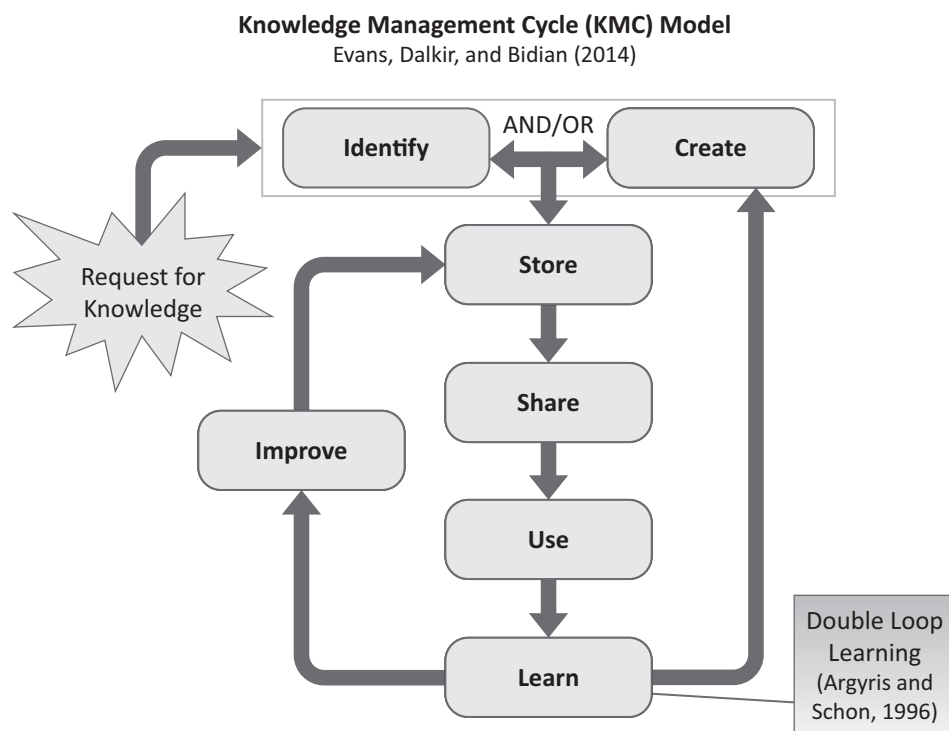 Knowledge Management Cycle (KMC) Model
Evans, Dalkir, and Bidian (2014)
Identify
AND/OR
Create
Request for
Knowledge
Store
Share
Improve
Use
Learn
Double Loop
Learning
(Argyris and
Schon, 1996)